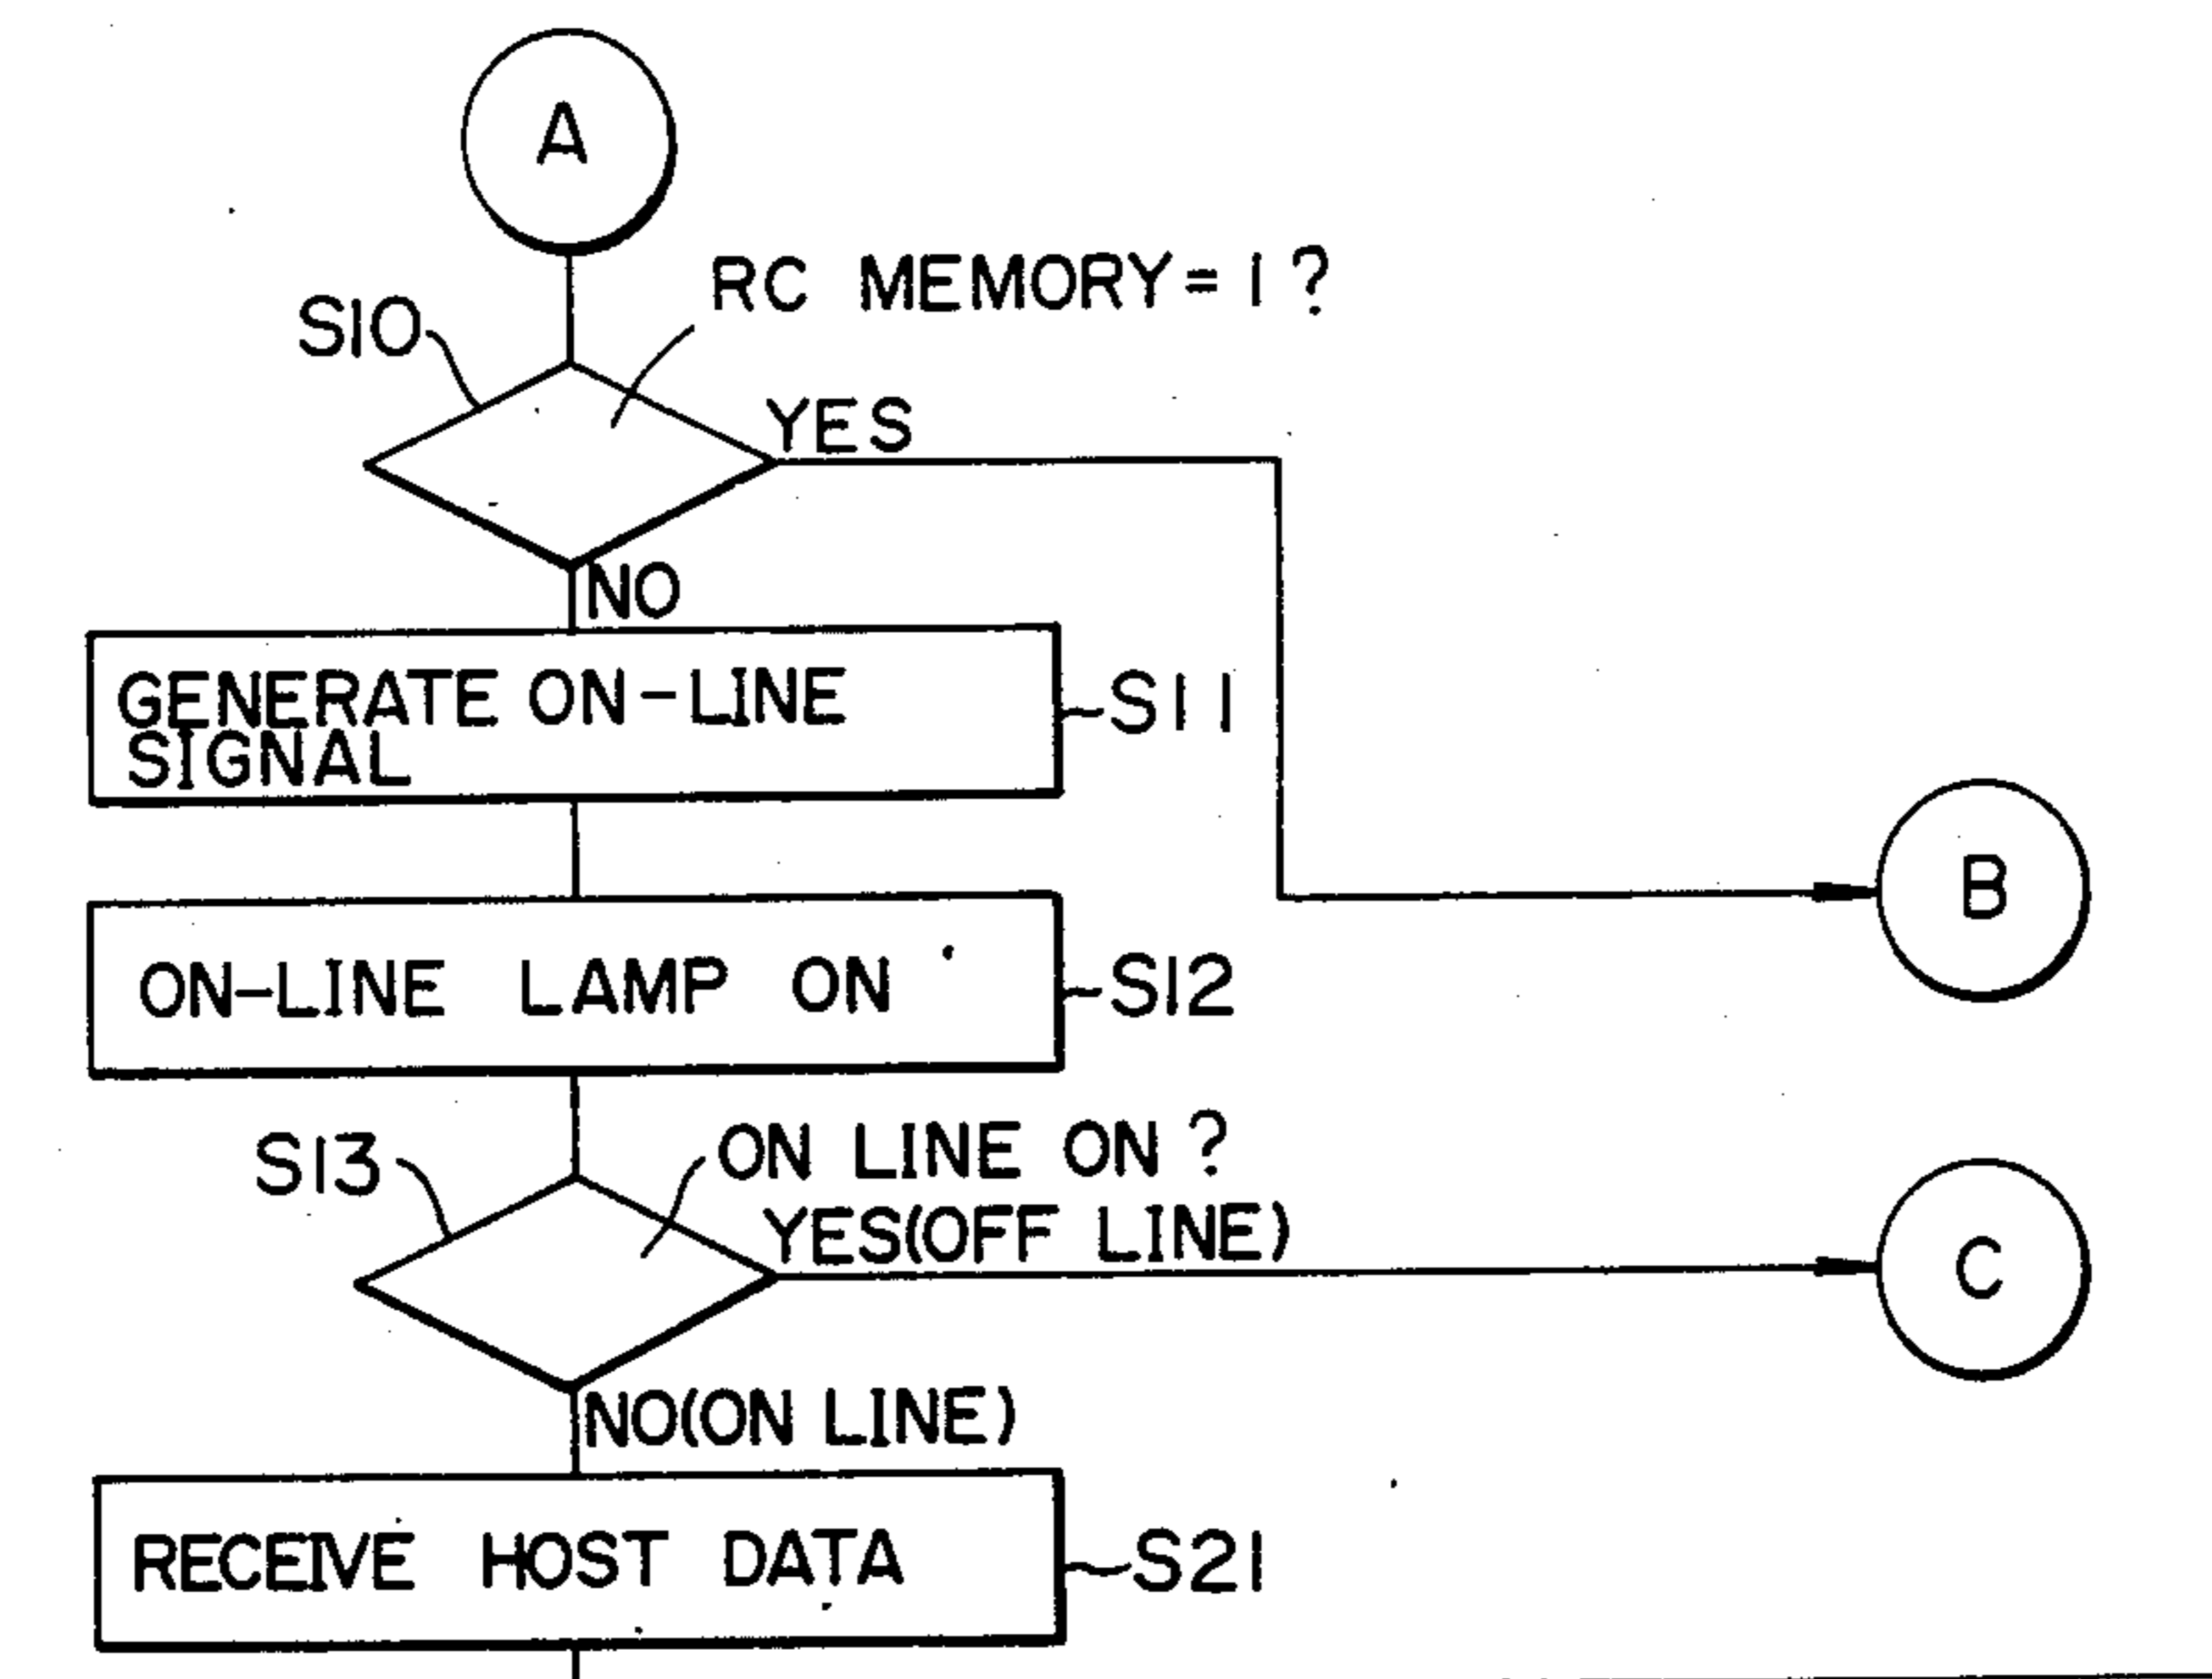 A
RC MEMORY = 1 ?
S10
YES
NO
GENERATE ON-LINE
SIGNAL
S11
B
ON-LINE LAMP ON
S12
S13
ON LINE ON ?
YES(OFF LINE)
C
NO(ON LINE)
RECEIVE HOST DATA
S21